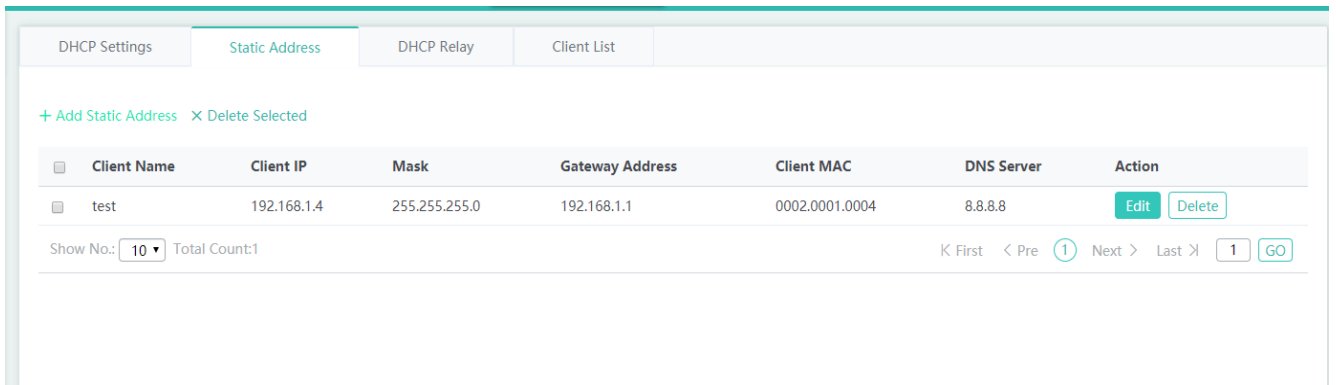 DHCP Settings Static Address DHCP Relay Client List
+ Add Static Address × Delete Selected
Client Name Client IP Mask Gateway Address Client MAC DNS Server Action
test 192.168.1.4 255.255.255.0 192.168.1.1 0002.0001.0004 8.8.8.8 Edit Delete
Show No.: 10 Total Count:1 First Pre 1 Next Last 1 GO